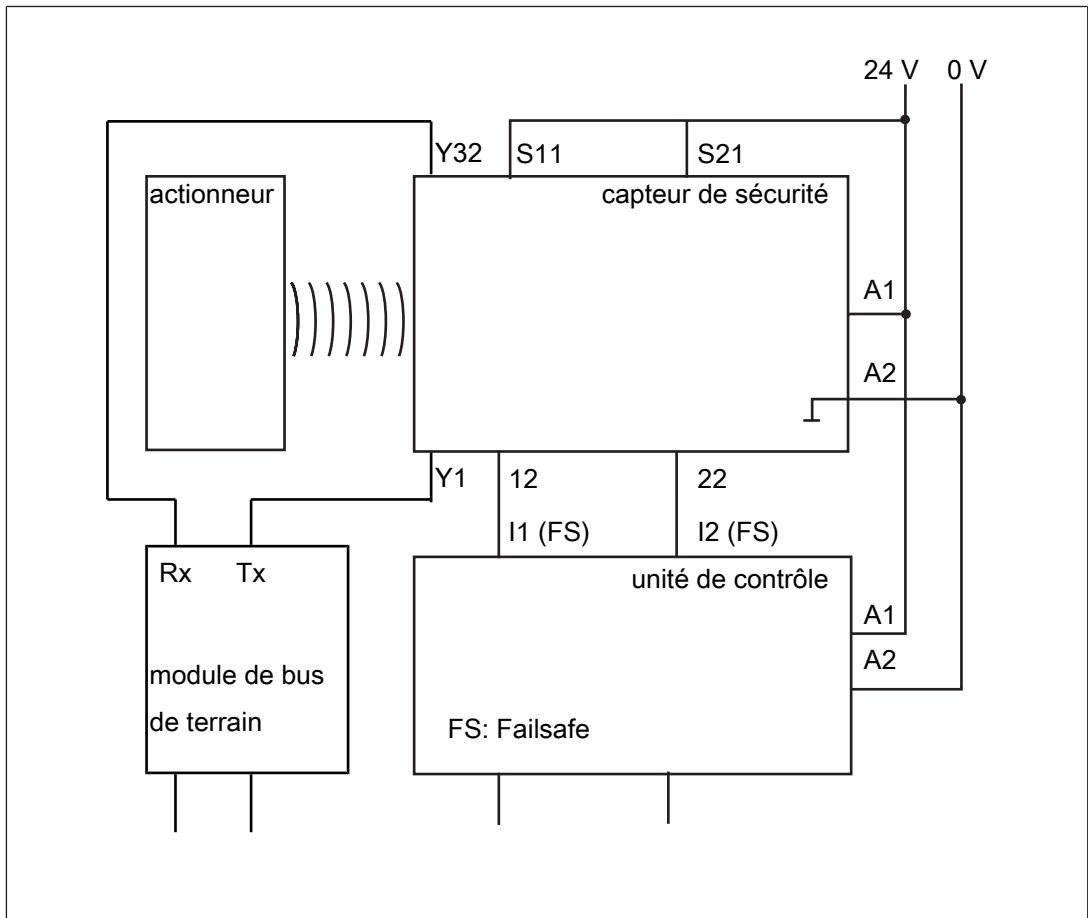 24 V 0 V
Y32 S11 S21
actionneur capteur de sécurité
A1
A2
Y1 12 22
I1 (FS) I2 (FS)
Rx Tx unité de contrôle
A1
A2
module de bus
de terrain
FS: Failsafe